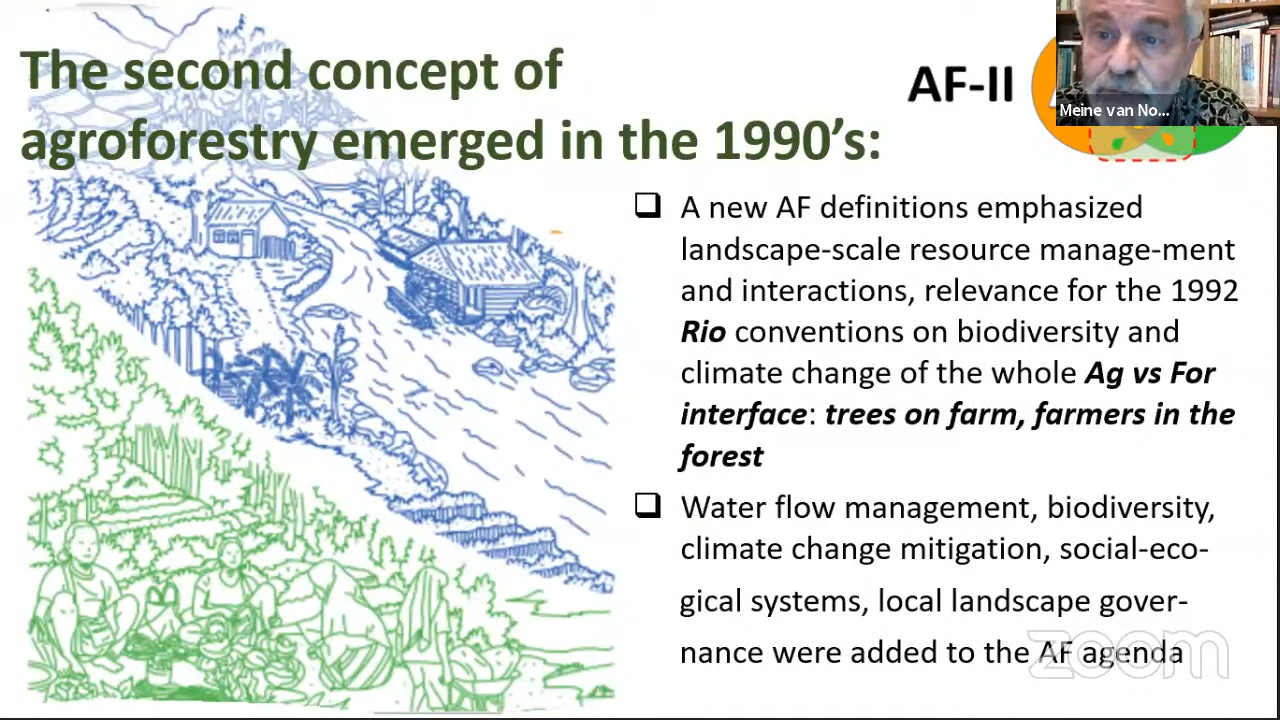 The second concept of
agroforestry emerged in the 1990's:
AF-II
Meine van No...
❑ A new AF definitions emphasized
landscape-scale resource manage-ment
and interactions, relevance for the 1992
Rio conventions on biodiversity and
climate change of the whole Ag vs For
interface: trees on farm, farmers in the
forest
❑ Water flow management, biodiversity,
climate change mitigation, social-eco-
gical systems, local landscape gover-
nance were added to the AF agenda
zoom